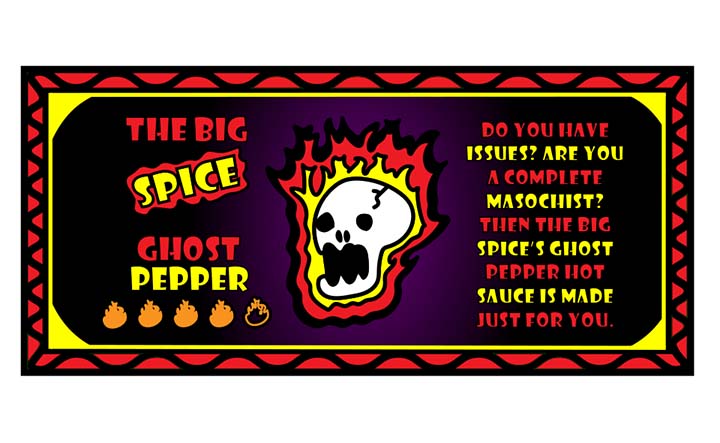 THE BIG
SPICE
GHOST
PEPPER
DO YOU HAVE
ISSUES? ARE YOU
A COMPLETE
MASOCHIST?
THEN THE BIG
SPICE'S GHOST
PEPPER HOT
SAUCE IS MADE
JUST FOR YOU.